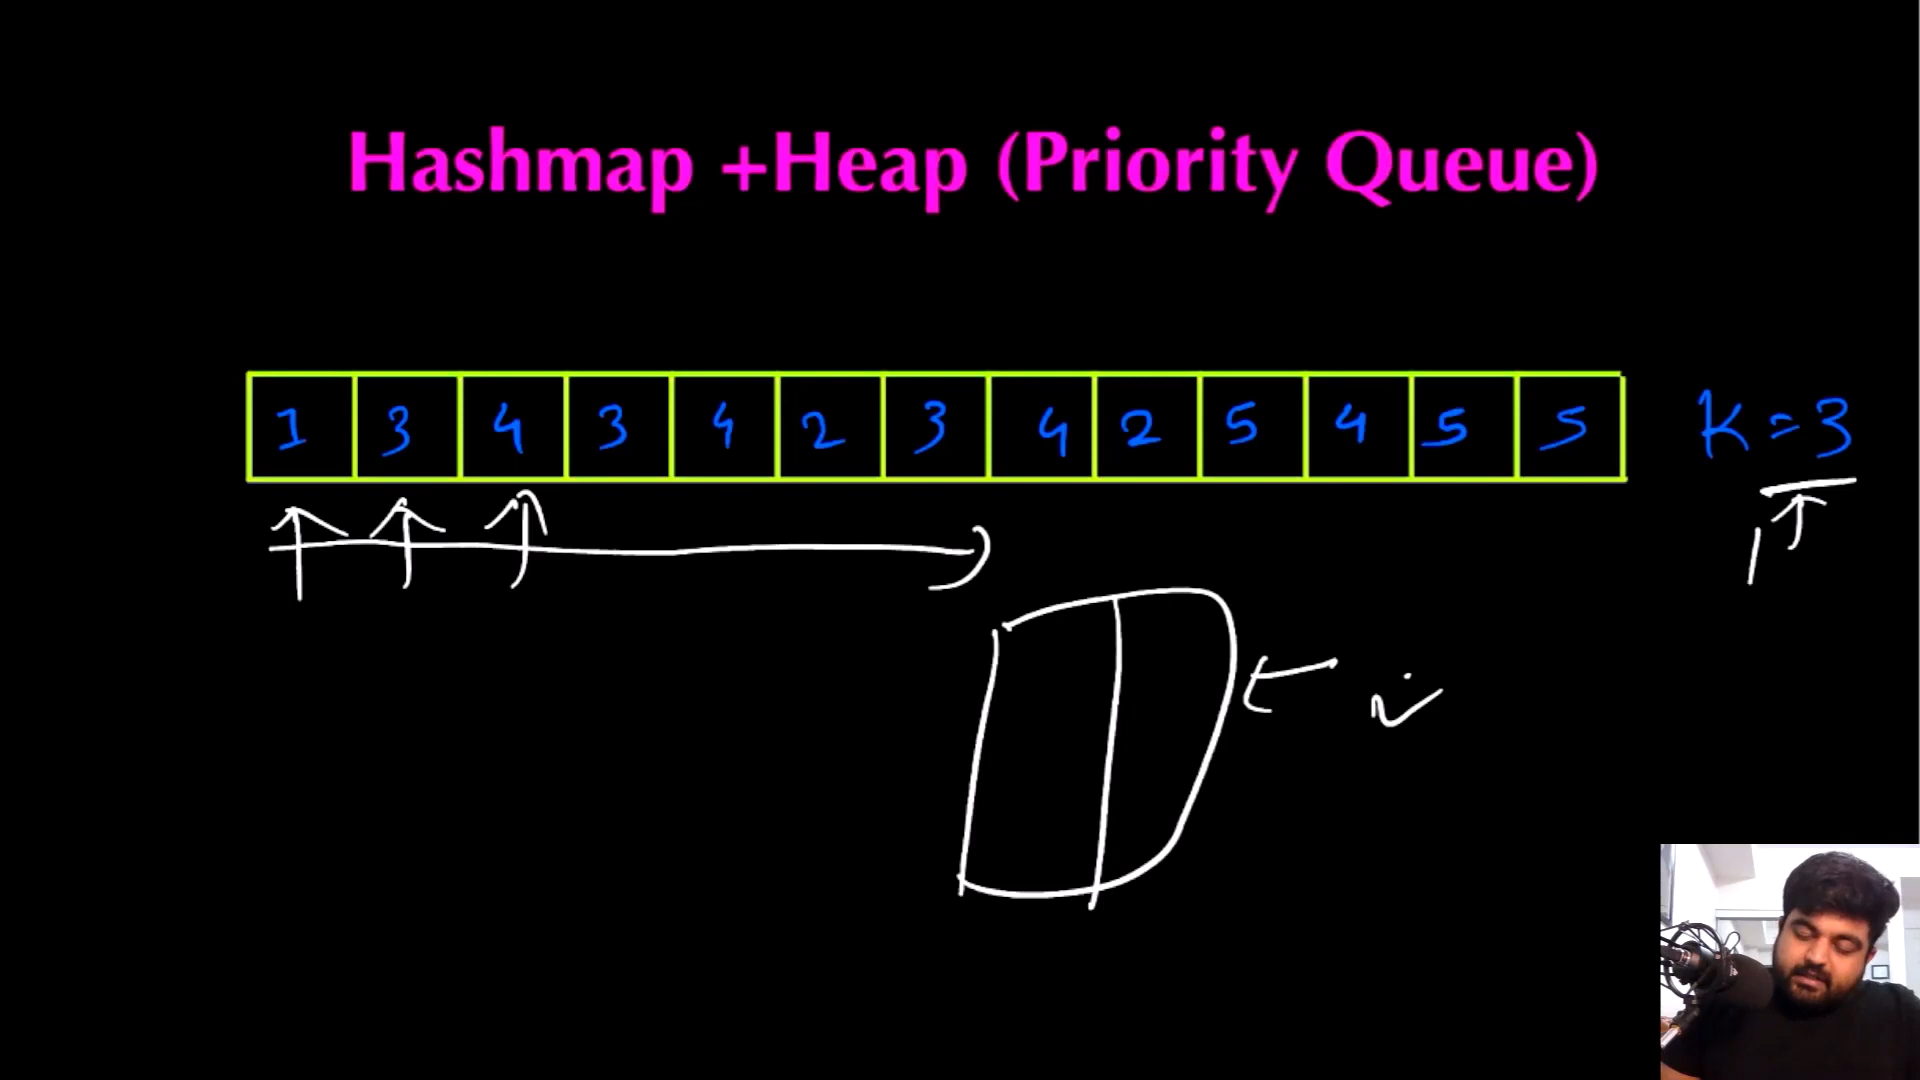 Hashmap +Heap (Priority Queue)
1 3 4 3 4 2 3 4 2 5 4 5 5 K=3